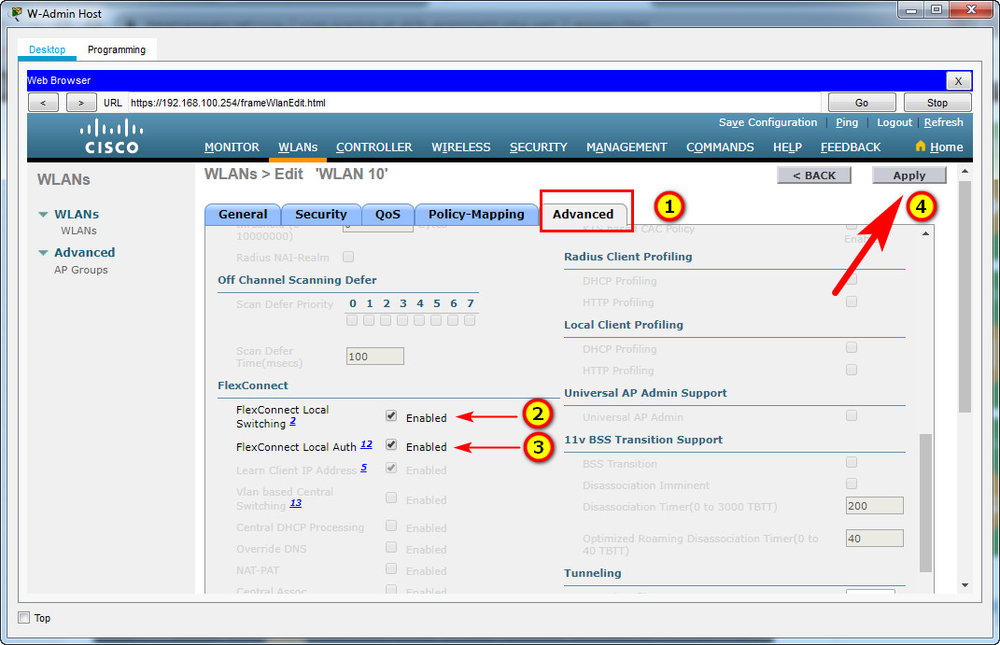 W-Admin Host
Desktop Programming
Web Browser X
< > URL https://192.168.100.254/frameWlanEdit.html Go Stop
Save Configuration | Ping | Logout | Refresh
CISCO
MONITOR WLANs CONTROLLER WIRELESS SECURITY MANAGEMENT COMMANDS HELP FEEDBACK Home
WLANs
WLANs
WLANs
Advanced
AP Groups
WLANs > Edit 'WLAN 10'
< BACK Apply
General Security QoS Policy-Mapping Advanced
1
4
10000000)
Radius NAI-Realm
Off Channel Scanning Defer
Scan Defer Priority 0 1 2 3 4 5 6 7
Scan Defer
Time(msecs) 100
FlexConnect
FlexConnect Local
Switching 2 Enabled 2
FlexConnect Local Auth 12 Enabled 3
Learn Client IP Address 5 Enabled
Vlan based Central
Switching 13 Enabled
Central DHCP Processing Enabled
Override DNS Enabled
NAT-PAT Enabled
Central Assoc Enabled
KTS based CAC Policy
Radius Client Profiling
DHCP Profiling
HTTP Profiling
Local Client Profiling
DHCP Profiling
HTTP Profiling
Universal AP Admin Support
Universal AP Admin
11v BSS Transition Support
BSS Transition
Disassociation Imminent
Disassociation Timer(0 to 3000 TBTT) 200
Optimized Roaming Disassociation Timer(0 to
40 TBTT) 40
Tunneling
Top